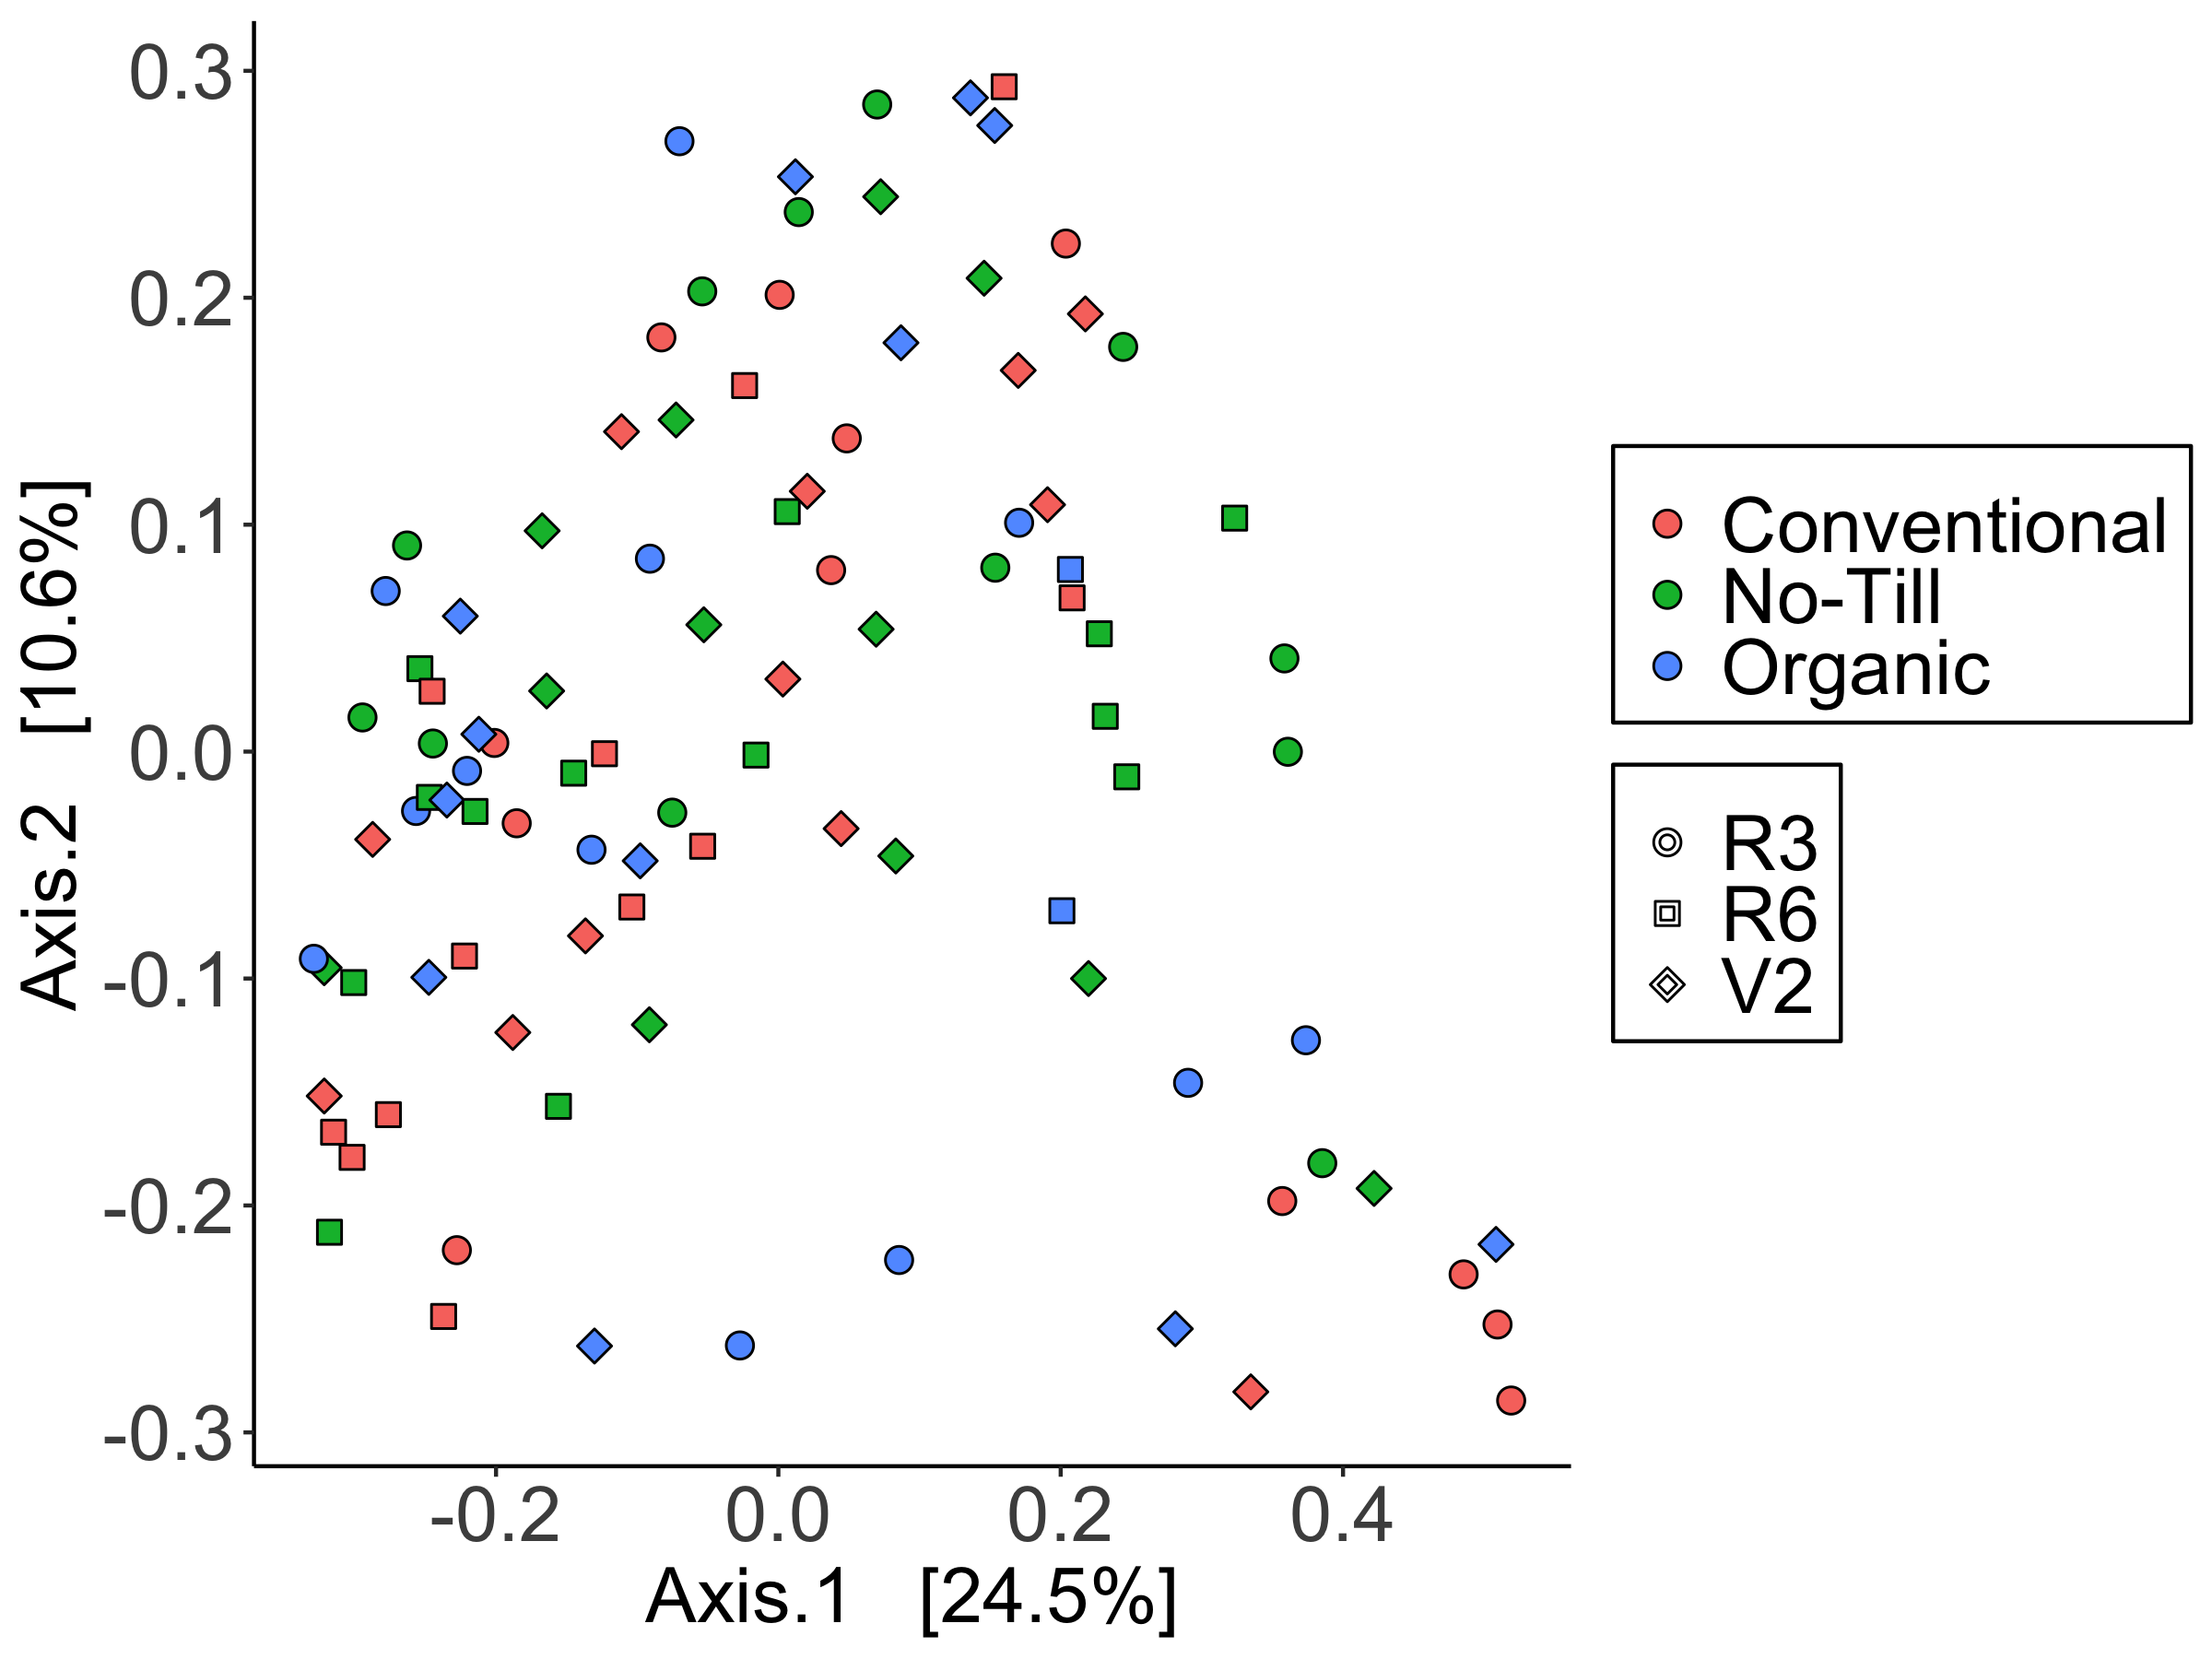 0.3
0.2
0.1
0.0
-0.1
-0.2
-0.3
Axis.2 [10.6%]
-0.2 0.0 0.2 0.4
Axis.1 [24.5%]
Conventional
No-Till
Organic
R3
R6
V2